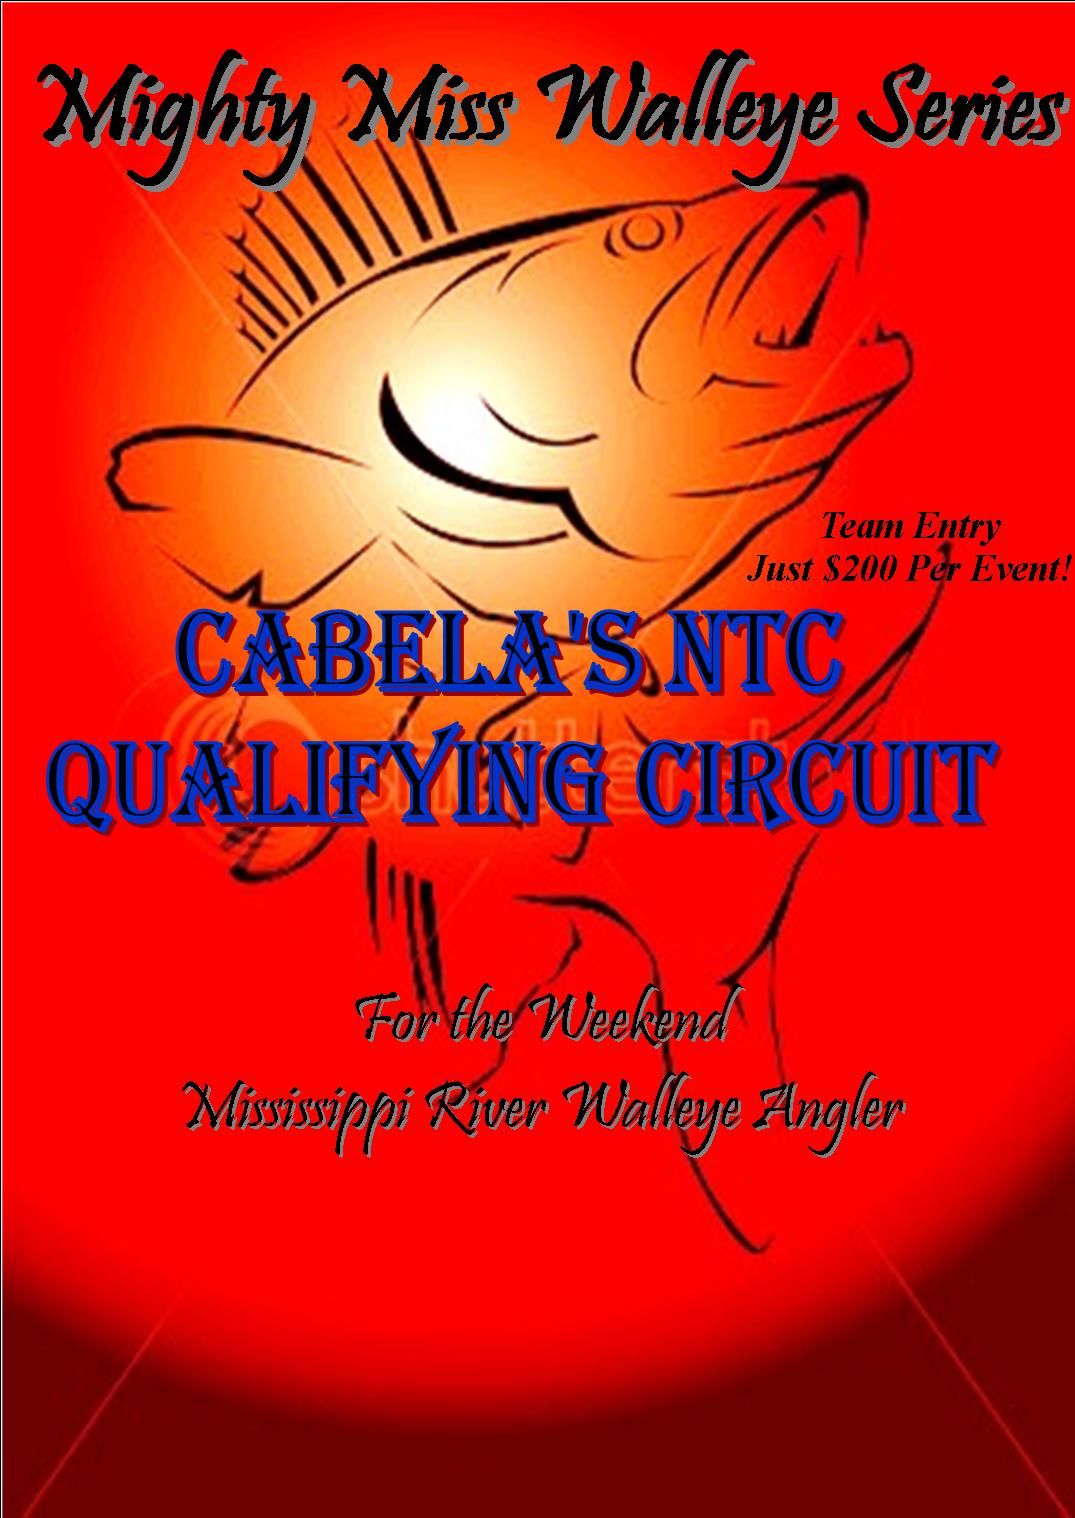 Mighty Miss Walleye Series
Team Entry
Just $200 Per Event!
CABELA'S NTC
QUALIFYING CIRCUIT
For the Weekend
Mississippi River Walleye Angler